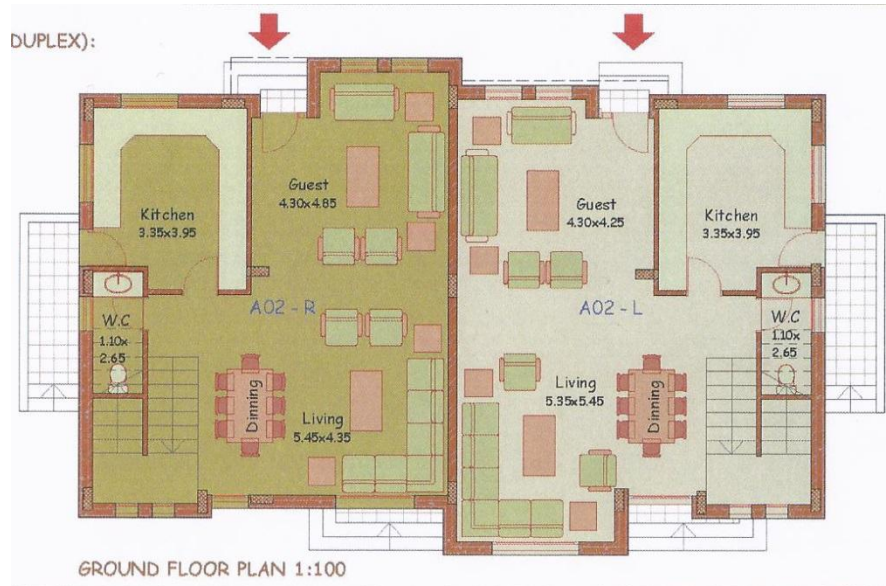 DUPLEX):
Guest
4.30x4.85
Guest
4.30x4.25
Kitchen
3.35x3.95
Kitchen
3.35x3.95
A02 - R
A02 - L
W.C
1.10x
2.65
W.C
1.10x
2.65
Dinning
Living
5.45x4.35
Living
5.35x5.45
Dinning
GROUND FLOOR PLAN 1:100